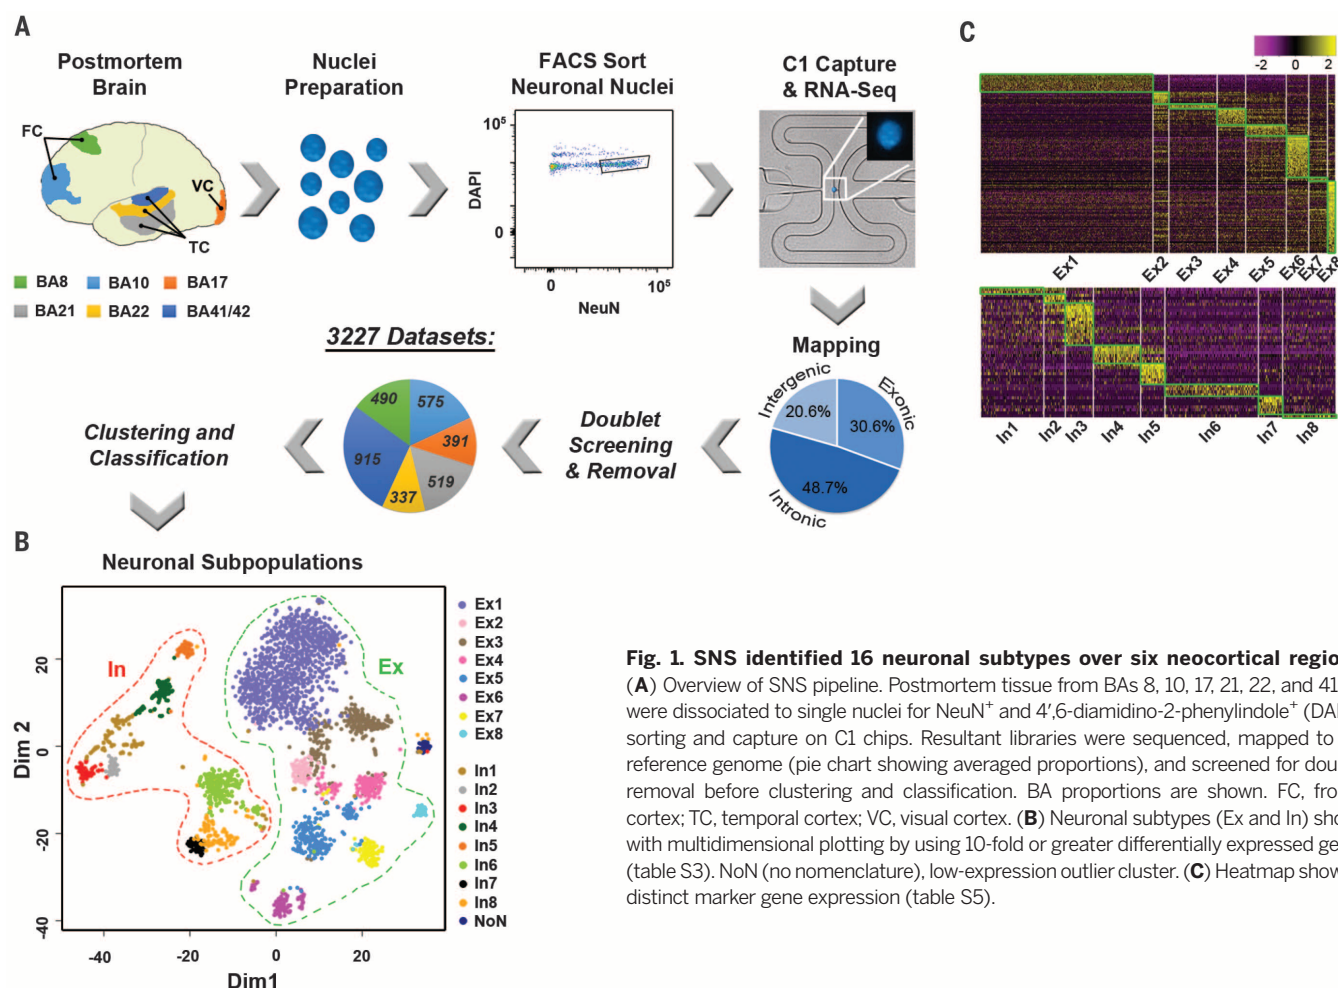 A
Postmortem
Brain
Nuclei
Preparation
FACS Sort
Neuronal Nuclei
C1 Capture
& RNA-Seq
FC
VC
TC
BA8
BA10
BA17
BA21
BA22
BA41/42
10⁵
DAPI
0
0
10⁵
NeuN
Mapping
Intergenic
Exonic
20.6%
30.6%
48.7%
Intronic
Doublet
Screening
& Removal
3227 Datasets:
490
575
391
915
519
337
Clustering and
Classification
B
Neuronal Subpopulations
In
Ex
20
0
-20
-40
Dim 2
-40
-20
0
20
Dim1
Ex1
Ex2
Ex3
Ex4
Ex5
Ex6
Ex7
Ex8
In1
In2
In3
In4
In5
In6
In7
In8
NoN
C
-2
0
2
Ex1
Ex2
Ex3
Ex4
Ex5
Ex6
Ex7
Ex8
In1
In2
In3
In4
In5
In6
In7
In8
Fig. 1. SNS identified 16 neuronal subtypes over six neocortical region
(A) Overview of SNS pipeline. Postmortem tissue from BAs 8, 10, 17, 21, 22, and 41
were dissociated to single nuclei for NeuN⁺ and 4′,6-diamidino-2-phenylindole⁺ (DA
sorting and capture on C1 chips. Resultant libraries were sequenced, mapped to
reference genome (pie chart showing averaged proportions), and screened for dou
removal before clustering and classification. BA proportions are shown. FC, fro
cortex; TC, temporal cortex; VC, visual cortex. (B) Neuronal subtypes (Ex and In) sho
with multidimensional plotting by using 10-fold or greater differentially expressed ge
(table S3). NoN (no nomenclature), low-expression outlier cluster. (C) Heatmap show
distinct marker gene expression (table S5).